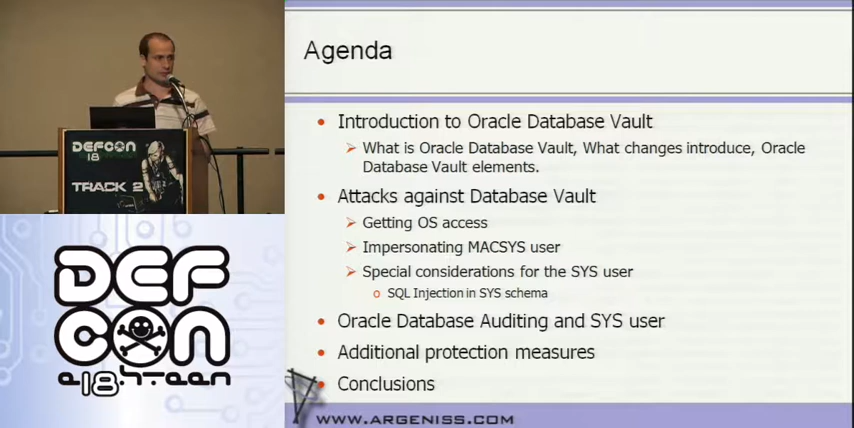 DEFCON
18
TRACK 2
DEF
CON
e18hteen
Agenda
• Introduction to Oracle Database Vault
➢ What is Oracle Database Vault, What changes introduce, Oracle
Database Vault elements.
• Attacks against Database Vault
➢ Getting OS access
➢ Impersonating MACSYS user
➢ Special considerations for the SYS user
o SQL Injection in SYS schema
• Oracle Database Auditing and SYS user
• Additional protection measures
• Conclusions
WWW.ARGENISS.COM